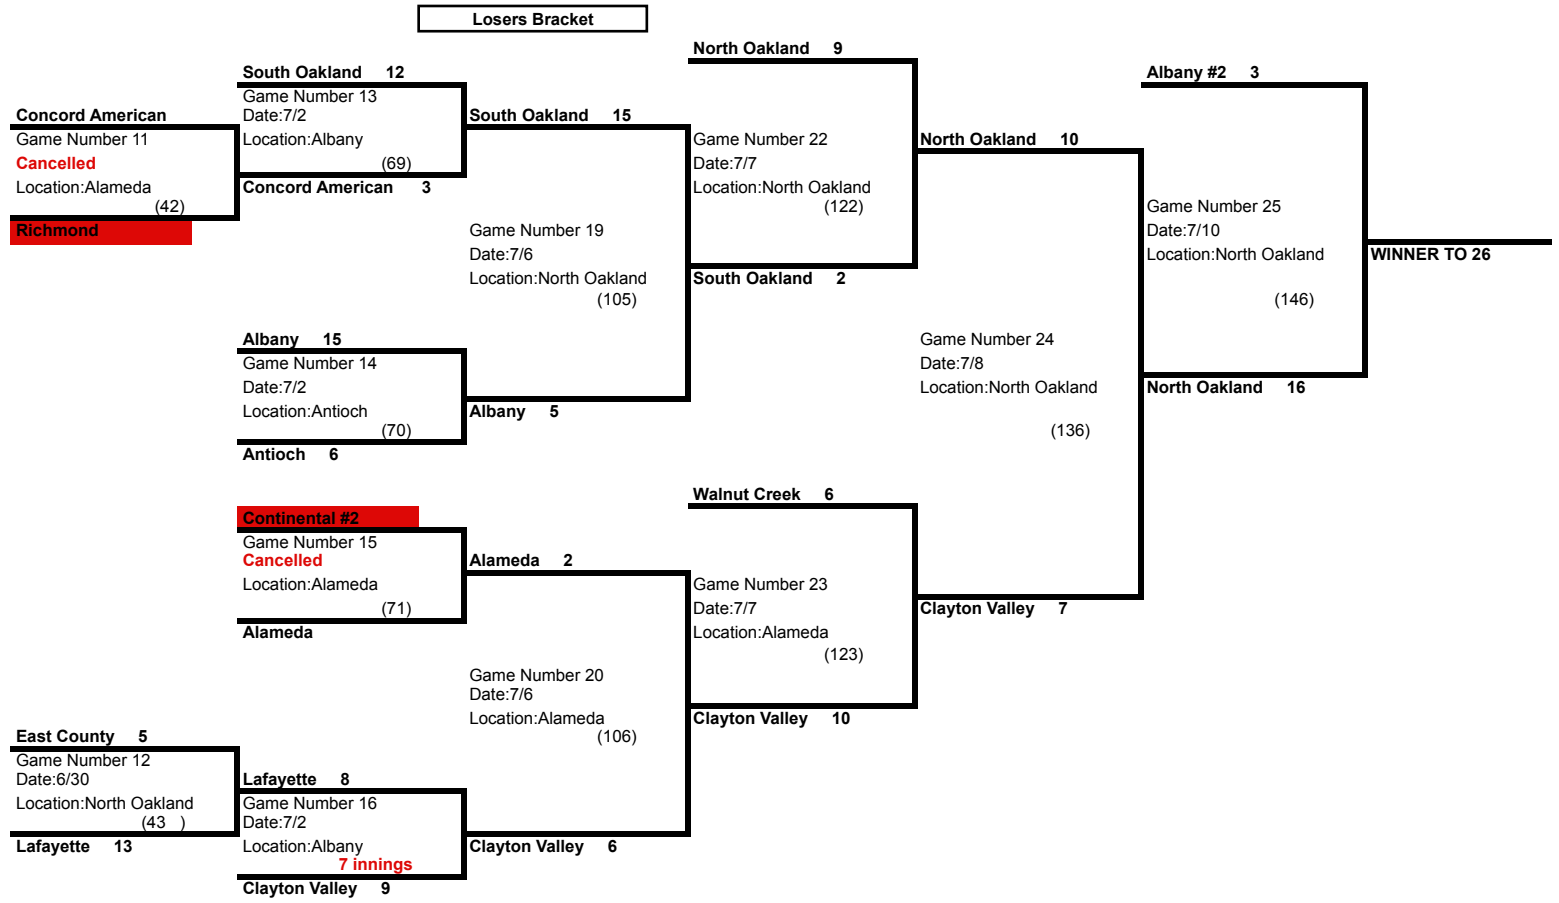 Losers Bracket
North Oakland 9
South Oakland 12
Albany #2 3
Game Number 13
Date:7/2
Location:Albany
(69)
Concord American
Game Number 11
Cancelled
Location:Alameda
(42)
Richmond
Concord American 3
South Oakland 15
Game Number 19
Date:7/6
Location:North Oakland
(105)
Game Number 22
Date:7/7
Location:North Oakland
(122)
South Oakland 2
North Oakland 10
Game Number 25
Date:7/10
Location:North Oakland
(146)
WINNER TO 26
Albany 15
Game Number 14
Date:7/2
Location:Antioch
(70)
Antioch 6
Albany 5
Game Number 24
Date:7/8
Location:North Oakland
(136)
North Oakland 16
Continental #2
Game Number 15
Cancelled
Location:Alameda
(71)
Alameda
Alameda 2
Game Number 20
Date:7/6
Location:Alameda
(106)
Walnut Creek 6
Game Number 23
Date:7/7
Location:Alameda
(123)
Clayton Valley 10
Clayton Valley 7
East County 5
Game Number 12
Date:6/30
Location:North Oakland
(43 )
Lafayette 13
Lafayette 8
Game Number 16
Date:7/2
Location:Albany
7 innings
Clayton Valley 9
Clayton Valley 6